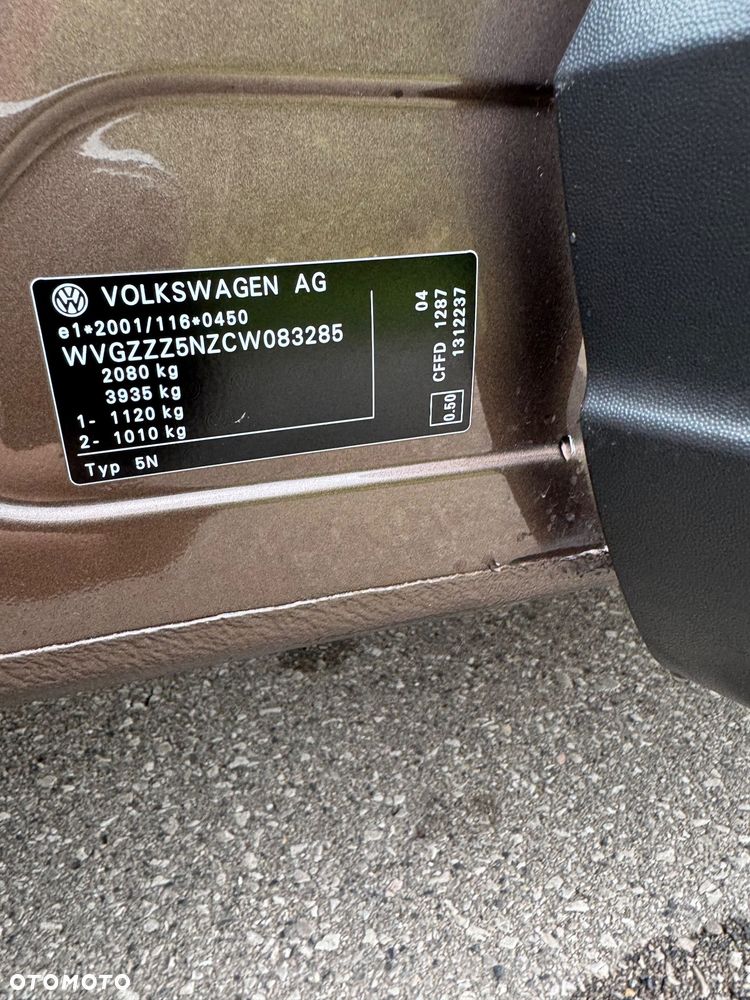 VOLKSWAGEN AG
e1*2001/116*0450
WVGZZZ5NZCW083285
2080 kg
3935 kg
1- 1120 kg
2- 1010 kg
Typ 5N
04
CFFD 1287
1312237
0.50
OTOMOTO